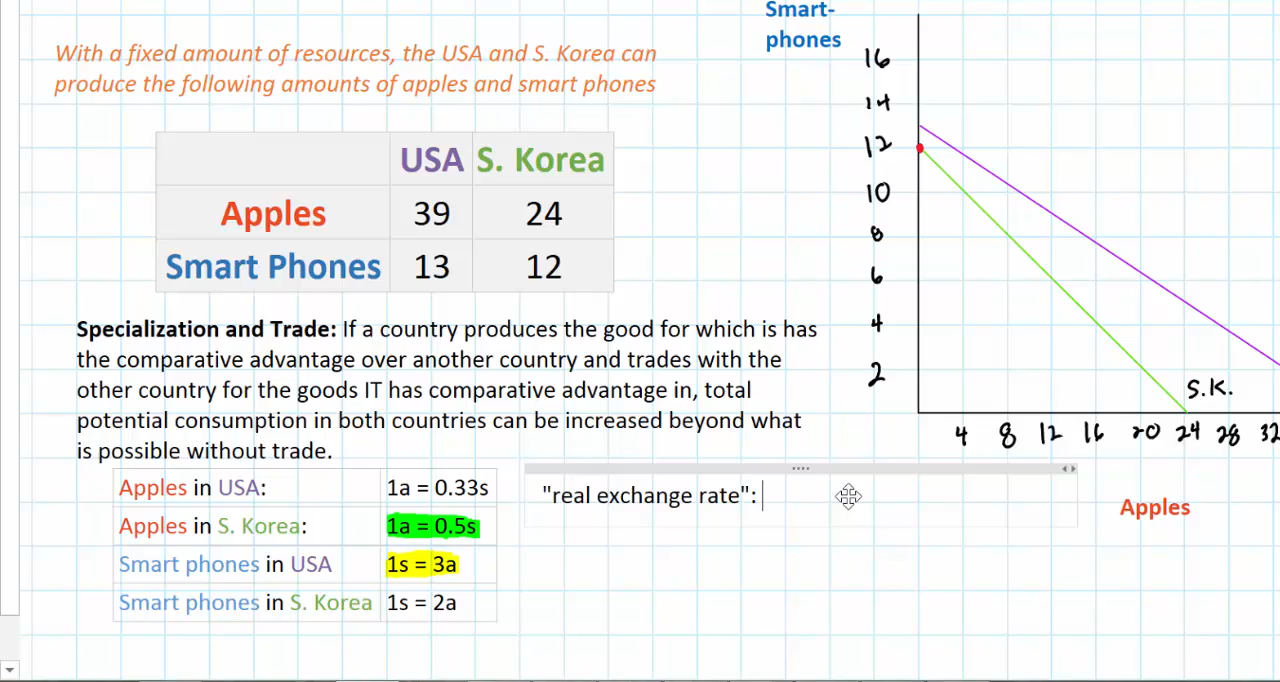 Smart-
phones
With a fixed amount of resources, the USA and S. Korea can
produce the following amounts of apples and smart phones
USA S. Korea
Apples 39 24
Smart Phones 13 12
16
14
12
10
8
6
4
2
S.K.
4 8 12 16 20 24 28 32
Apples
Specialization and Trade: If a country produces the good for which is has
the comparative advantage over another country and trades with the
other country for the goods IT has comparative advantage in, total
potential consumption in both countries can be increased beyond what
is possible without trade.
Apples in USA: 1a = 0.33s
Apples in S. Korea: 1a = 0.5s
Smart phones in USA 1s = 3a
Smart phones in S. Korea 1s = 2a
"real exchange rate":